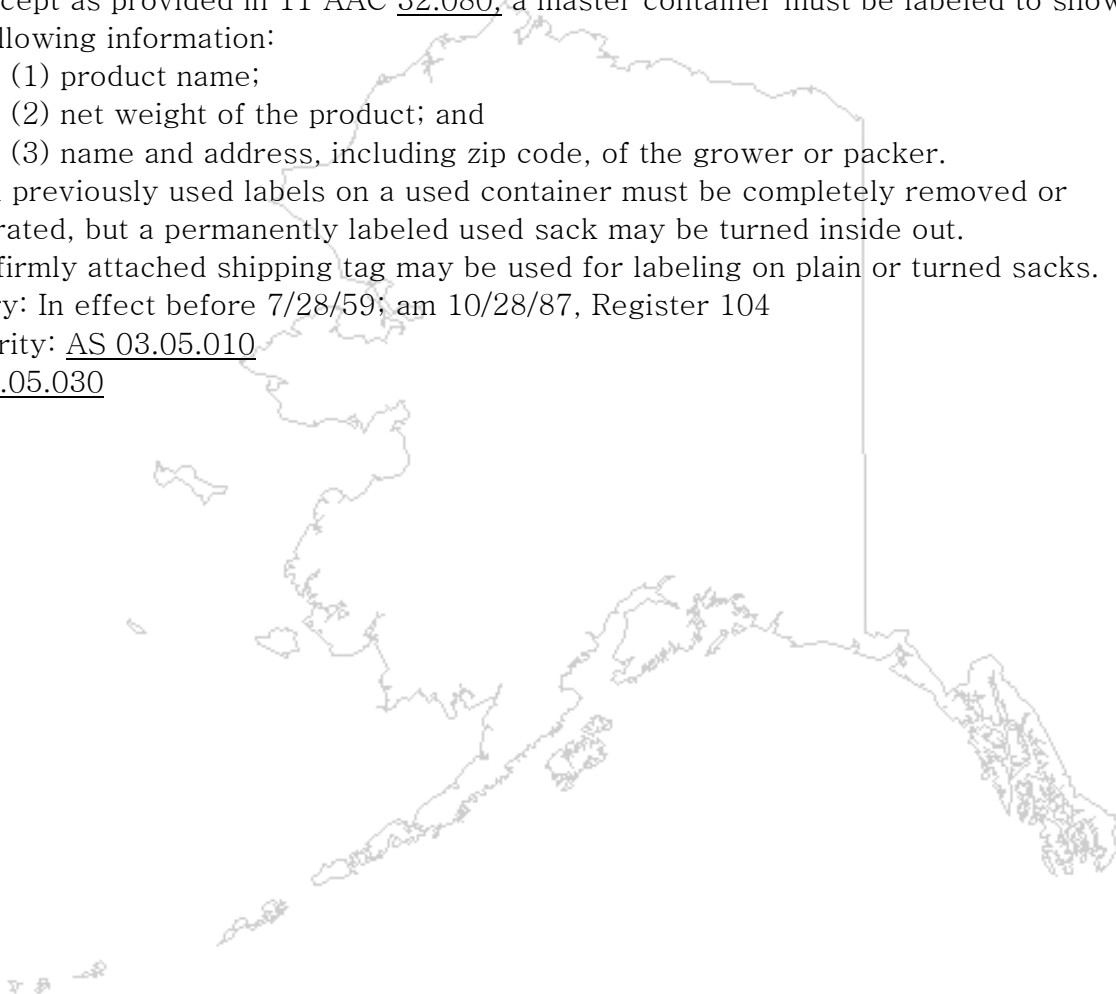 cept as provided in 11 AAC 32.080, a master container must be labeled to show
llowing information:
(1) product name;
(2) net weight of the product; and
(3) name and address, including zip code, of the grower or packer.
previously used labels on a used container must be completely removed or
rated, but a permanently labeled used sack may be turned inside out.
firmly attached shipping tag may be used for labeling on plain or turned sacks.
ry: In effect before 7/28/59; am 10/28/87, Register 104
rity: AS 03.05.010
.05.030